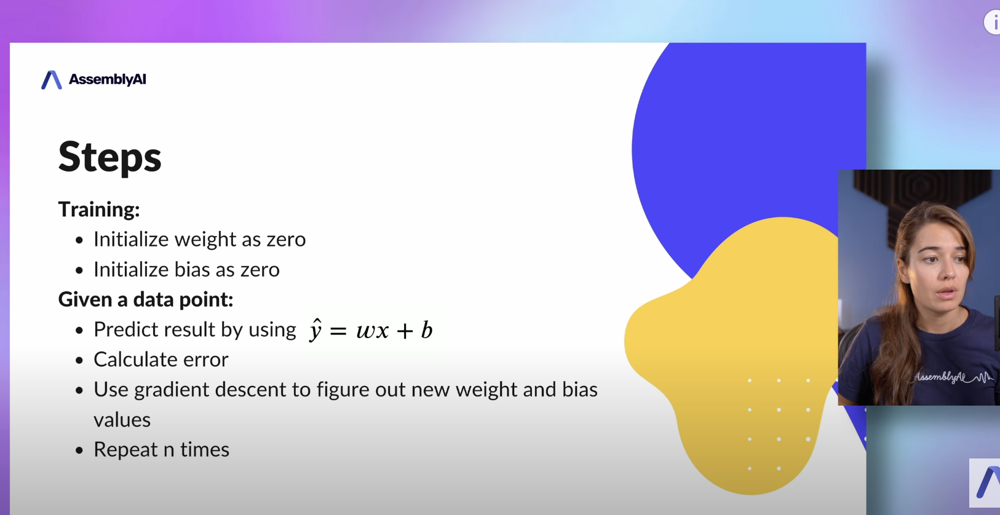 AssemblyAI
Steps
Training:
• Initialize weight as zero
• Initialize bias as zero
Given a data point:
• Predict result by using ŷ = wx + b
• Calculate error
• Use gradient descent to figure out new weight and bias
values
• Repeat n times
AssemblyAI
i